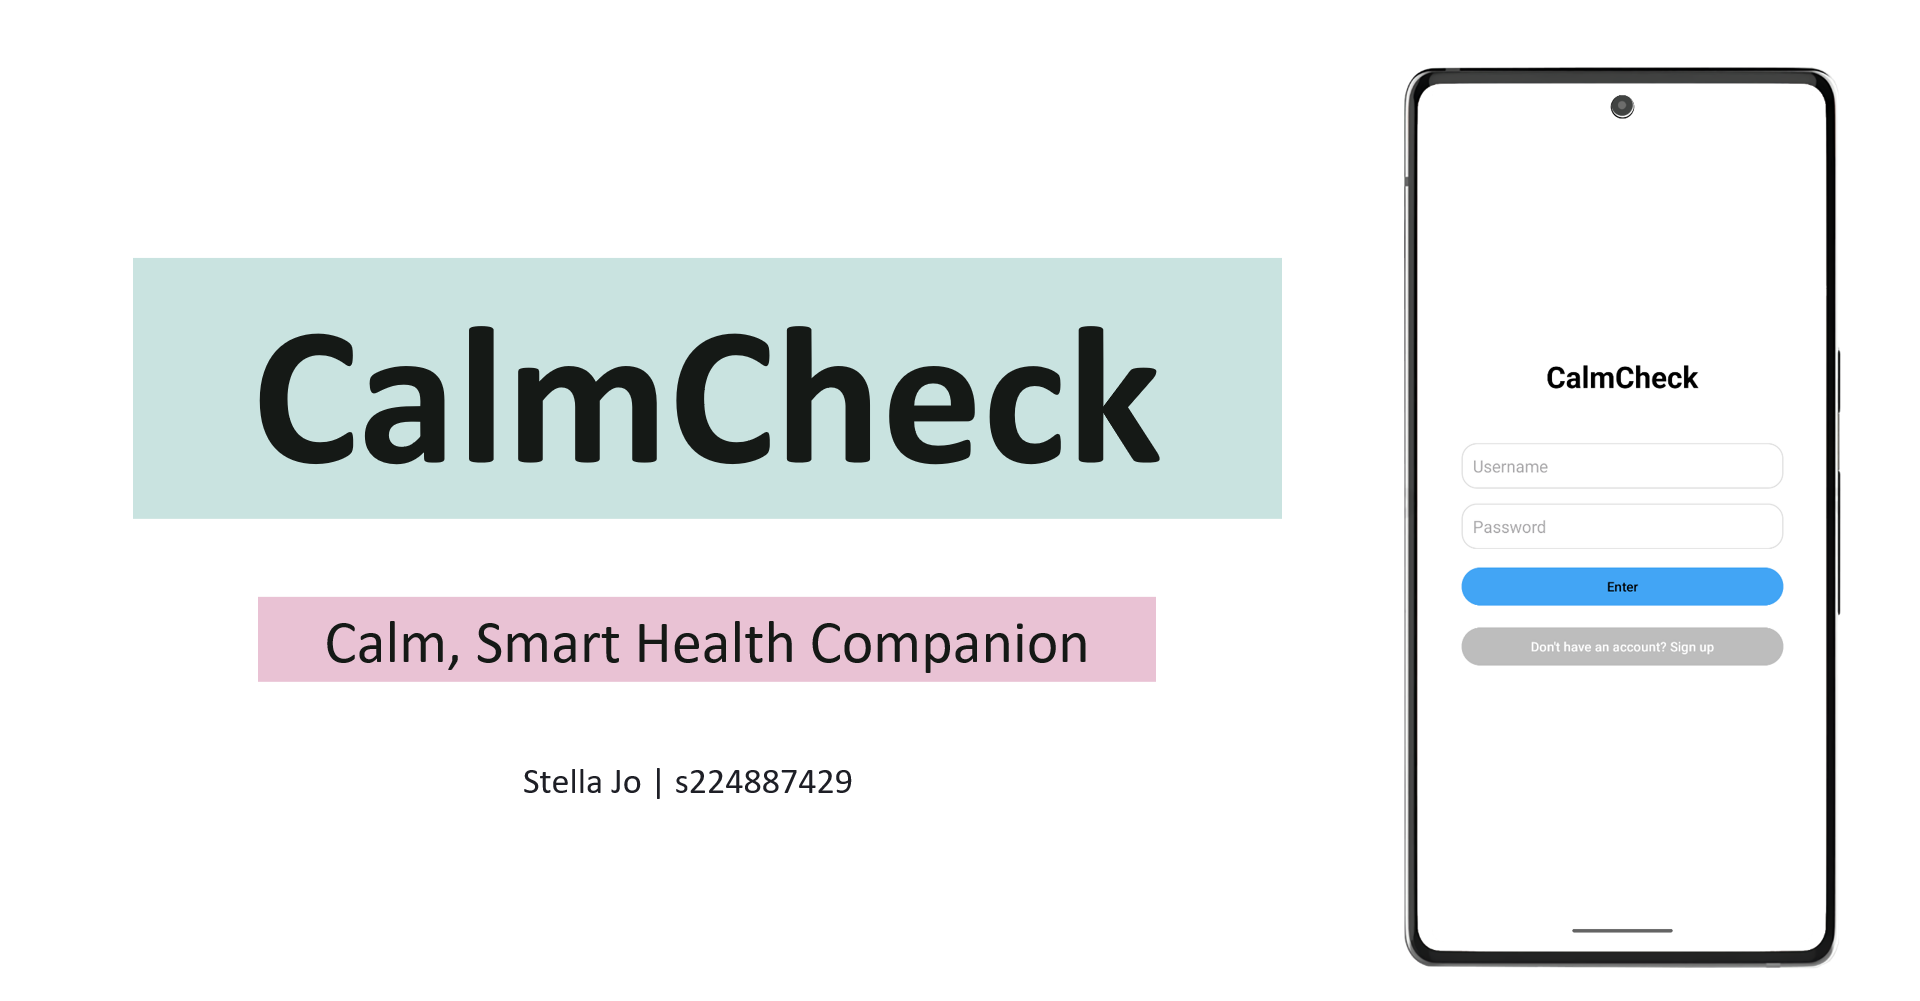 CalmCheck
Calm, Smart Health Companion
Stella Jo | s224887429
CalmCheck
Username
Password
Enter
Don't have an account? Sign up